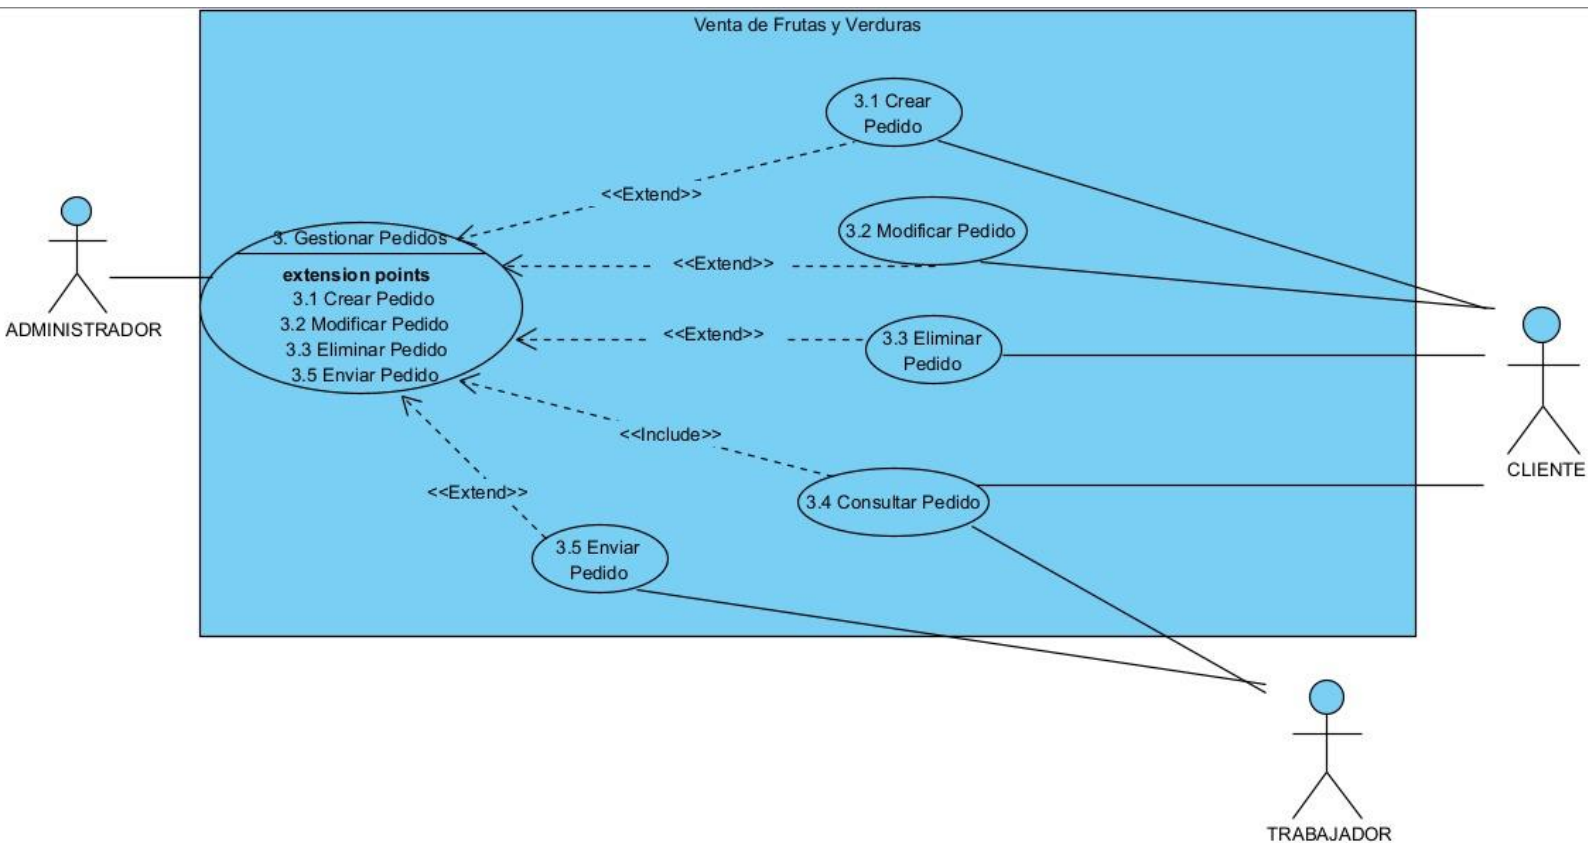 Venta de Frutas y Verduras
3.1 Crear
Pedido
<<Extend>>
3.2 Modificar Pedido
3. Gestionar Pedidos
<<Extend>>
extension points
3.1 Crear Pedido
3.2 Modificar Pedido
3.3 Eliminar Pedido
3.5 Enviar Pedido
ADMINISTRADOR
<<Extend>>
3.3 Eliminar
Pedido
<<Include>>
CLIENTE
<<Extend>>
3.4 Consultar Pedido
3.5 Enviar
Pedido
TRABAJADOR